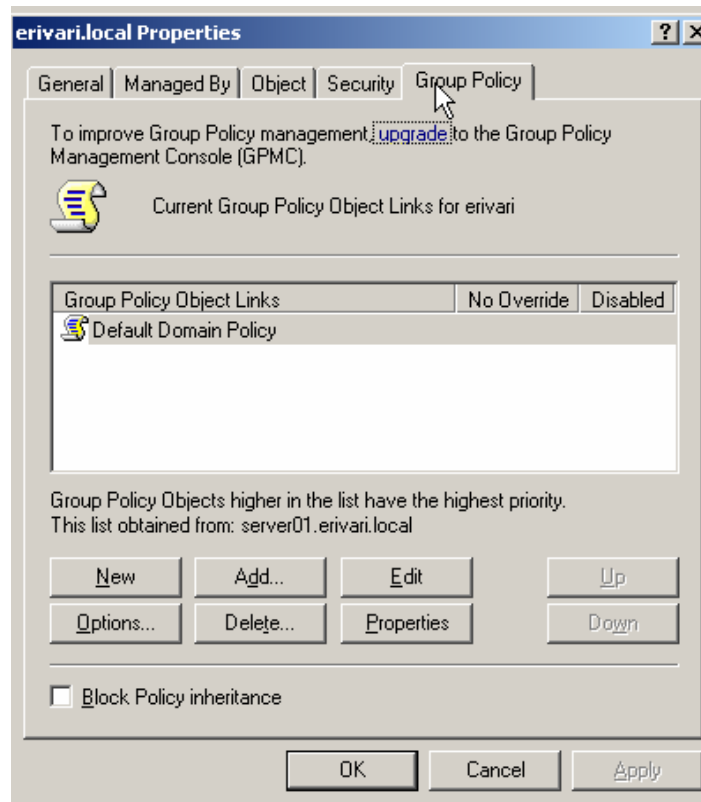 erivari.local Properties
General Managed By Object Security Group Policy
To improve Group Policy management, upgrade to the Group Policy
Management Console (GPMC).
Current Group Policy Object Links for erivari
Group Policy Object Links No Override Disabled
Default Domain Policy
Group Policy Objects higher in the list have the highest priority.
This list obtained from: server01.erivari.local
New Add... Edit Up
Options... Delete... Properties Down
Block Policy inheritance
OK Cancel Apply